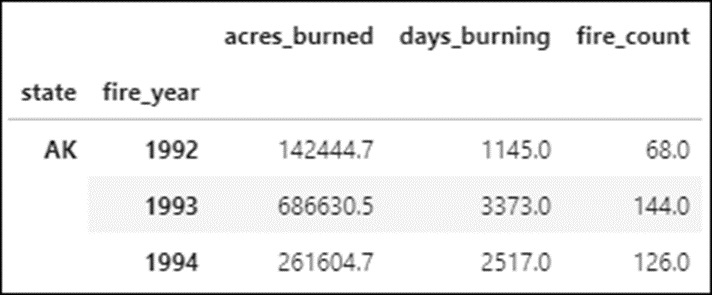 acres_burned days_burning fire_count
state fire_year
AK 1992 142444.7 1145.0 68.0
1993 686630.5 3373.0 144.0
1994 261604.7 2517.0 126.0